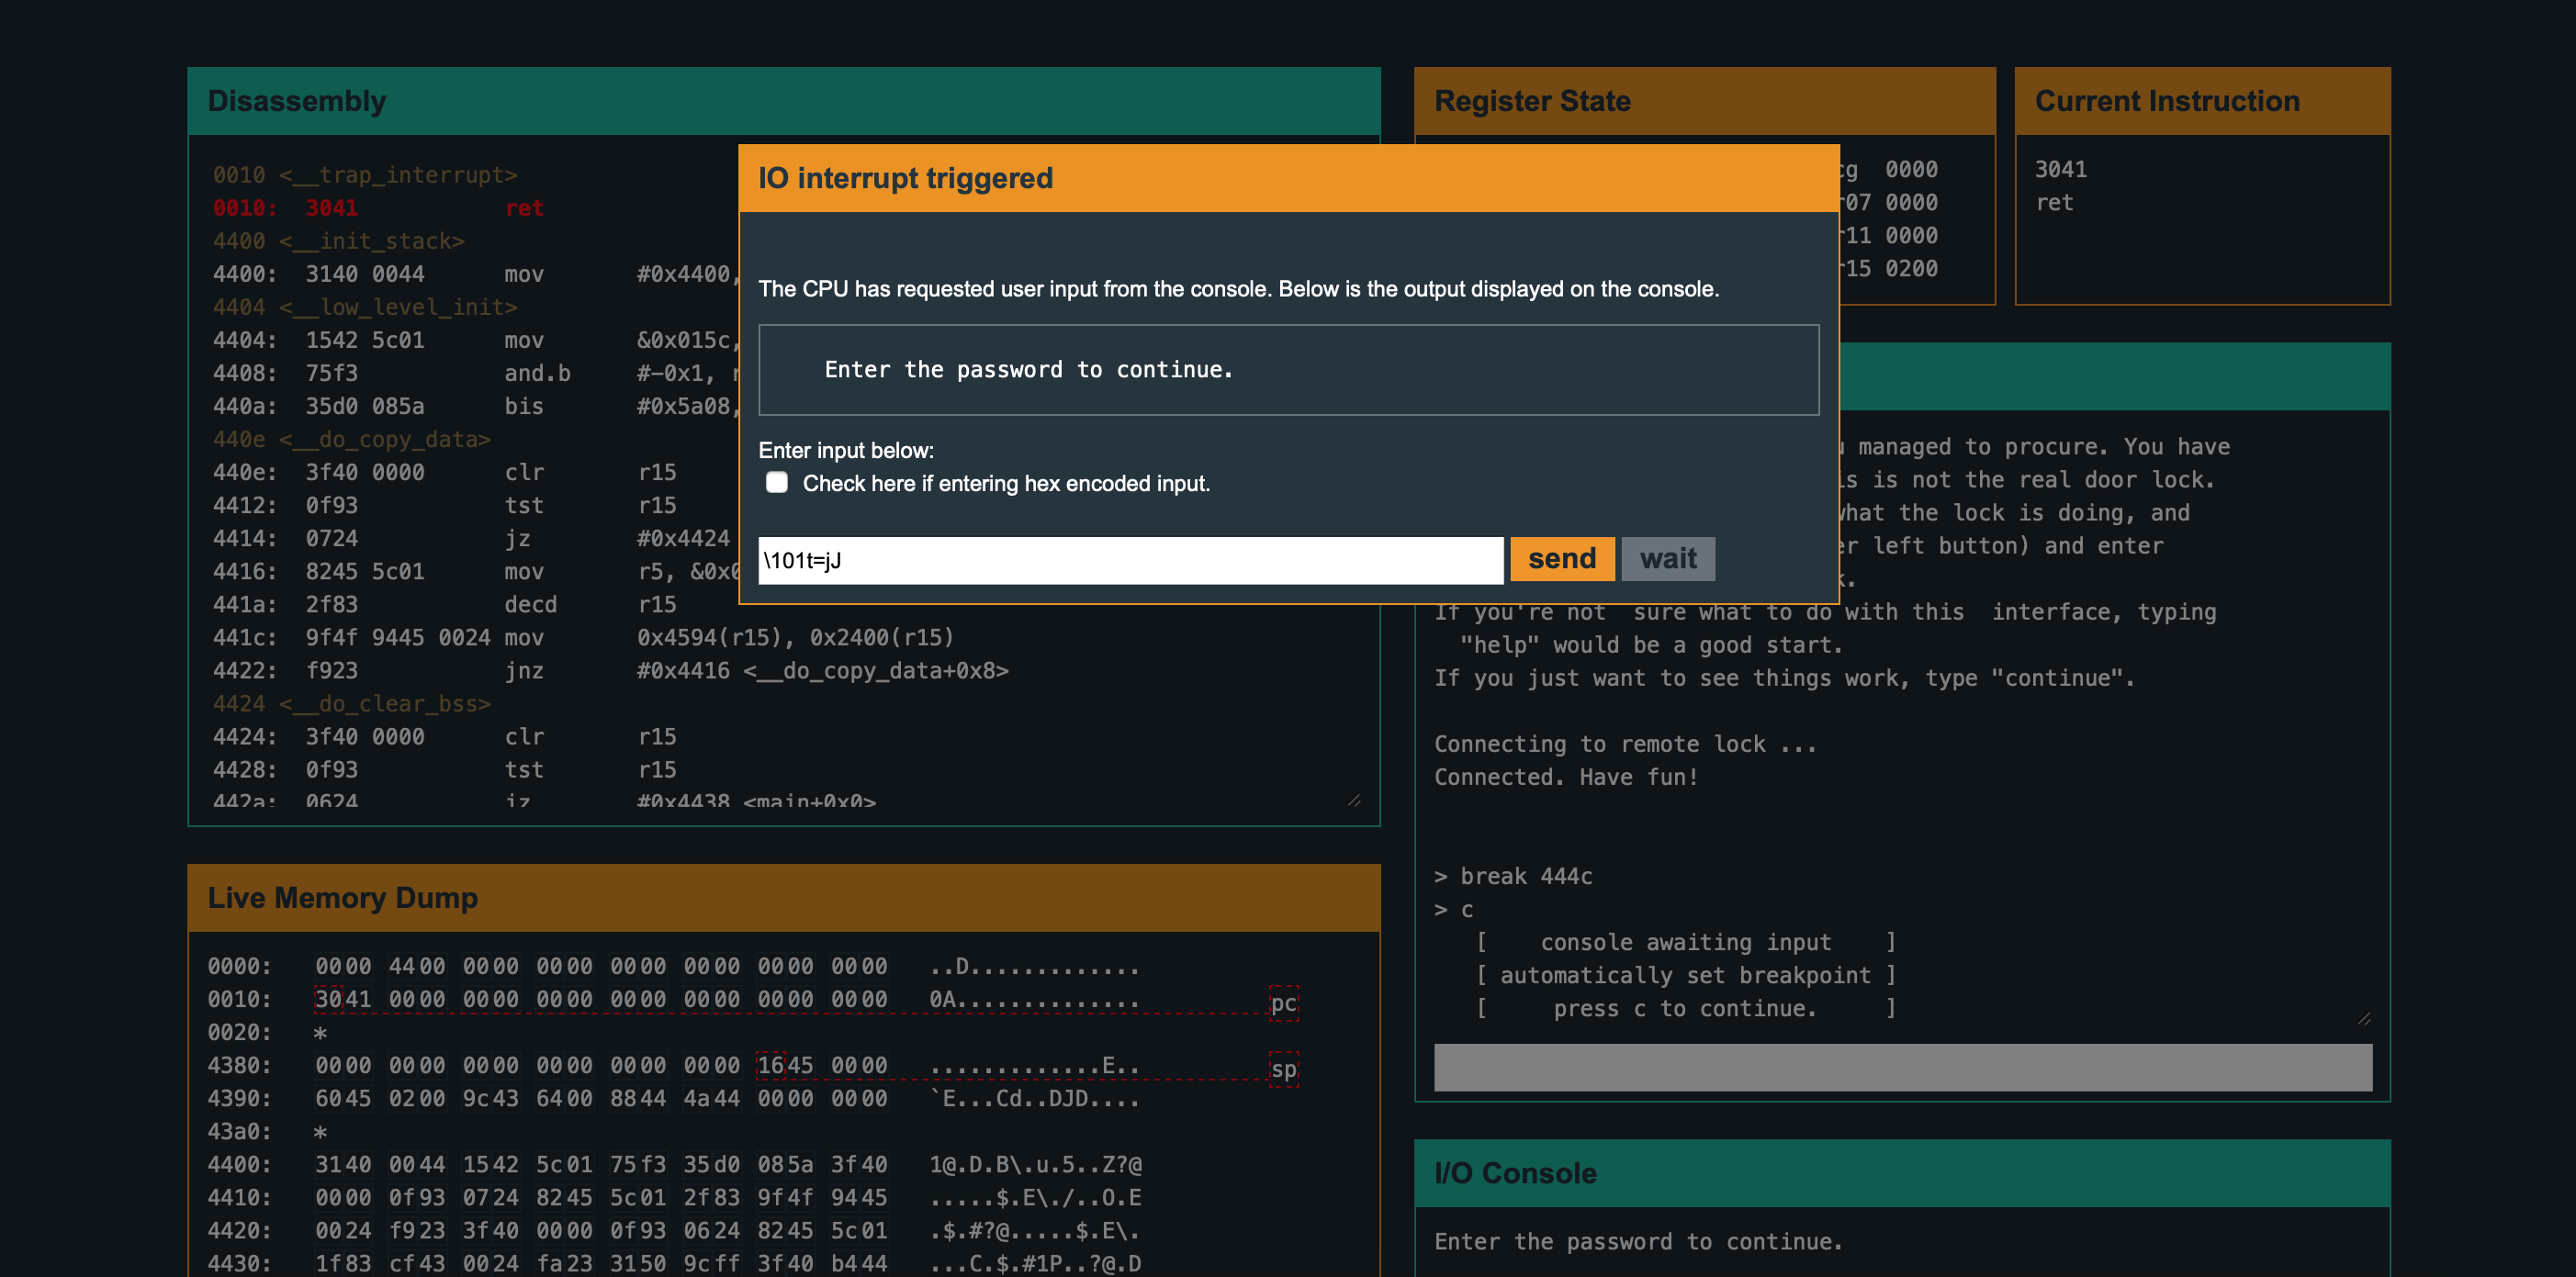 Disassembly
0010 <__trap_interrupt>
0010: 3041 ret
4400 <__init_stack>
4400: 3140 0044 mov #0x4400,
4404 <__low_level_init>
4404: 1542 5c01 mov &0x015c,
4408: 75f3 and.b #-0x1,
440a: 35d0 085a bis #0x5a08,
440e <__do_copy_data>
440e: 3f40 0000 clr r15
4412: 0f93 tst r15
4414: 0724 jz #0x4424
4416: 8245 5c01 mov r5,
441a: 2f83 decd r15
441c: 9f4f 9445 0024 mov 0x4594(r15), 0x2400(r15)
4422: f923 jnz #0x4416 <__do_copy_data+0x8>
4424 <__do_clear_bss>
4424: 3f40 0000 clr r15
4428: 0f93 tst r15
442a: 0624 jz #0x4438 <main+0x0>
Register State
cg 0000
r07 0000
r11 0000
r15 0200
Current Instruction
3041
ret
IO interrupt triggered
The CPU has requested user input from the console. Below is the output displayed on the console.
Enter the password to continue.
Enter input below:
Check here if entering hex encoded input.
\101t=jJ
send
wait
managed to procure. You have
is not the real door lock.
what the lock is doing, and
left button) and enter
If you're not  sure what to do with this  interface, typing
"help" would be a good start.
If you just want to see things work, type "continue".
Connecting to remote lock ...
Connected. Have fun!
> break 444c
> c
[ console awaiting input ]
[ automatically set breakpoint ]
[ press c to continue. ]
Live Memory Dump
0000: 0000 4400 0000 0000 0000 0000 0000 0000 ..D.............
0010: 3041 0000 0000 0000 0000 0000 0000 0000 0A.............. pc
0020: *
4380: 0000 0000 0000 0000 0000 0000 1645 0000 .............E.. sp
4390: 6045 0200 9c43 6400 8844 4a44 0000 0000 `E...Cd..DJD....
43a0: *
4400: 3140 0044 1542 5c01 75f3 35d0 085a 3f40 1@.D.B\.u.5..Z?@
4410: 0000 0f93 0724 8245 5c01 2f83 9f4f 9445 .....$.E\./..O.E
4420: 0024 f923 3f40 0000 0f93 0624 8245 5c01 .$.#?@.....$.E\.
4430: 1f83 cf43 0024 fa23 3150 9cff 3f40 b444 ...C.$.#1P..?@.D
I/O Console
Enter the password to continue.